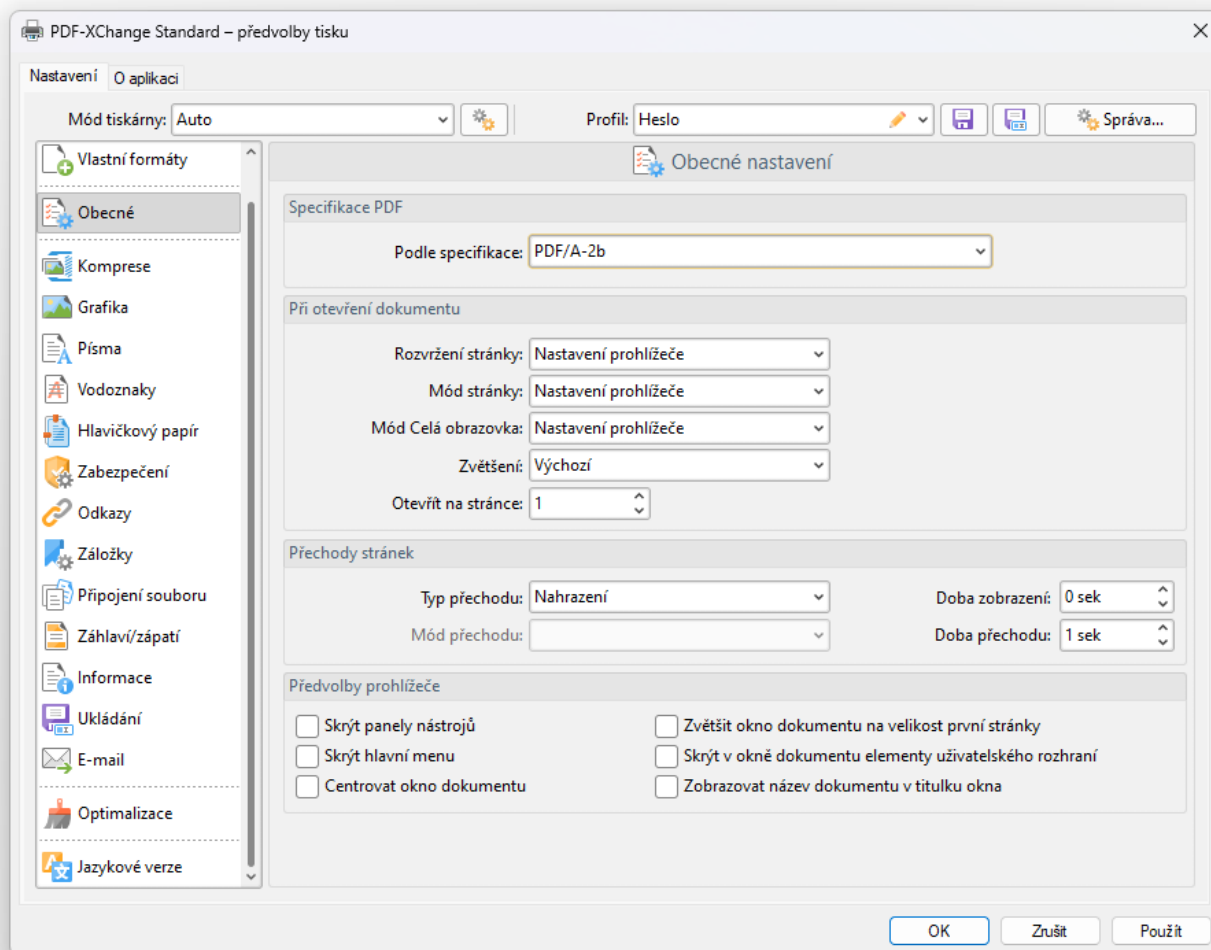 PDF-XChange Standard – předvolby tisku
Nastavení O aplikaci
Mód tiskárny: Auto Profil: Heslo Správa...
Vlastní formáty
Obecné
Komprese
Grafika
Písma
Vodoznaky
Hlavičkový papír
Zabezpečení
Odkazy
Záložky
Připojení souboru
Záhlaví/zápatí
Informace
Ukládání
E-mail
Optimalizace
Jazykové verze
Obecné nastavení
Specifikace PDF
Podle specifikace: PDF/A-2b
Při otevření dokumentu
Rozvržení stránky: Nastavení prohlížeče
Mód stránky: Nastavení prohlížeče
Mód Celá obrazovka: Nastavení prohlížeče
Zvětšení: Výchozí
Otevřít na stránce: 1
Přechody stránek
Typ přechodu: Nahrazení Doba zobrazení: 0 sek
Mód přechodu: Doba přechodu: 1 sek
Předvolby prohlížeče
Skrýt panely nástrojů Zvětšit okno dokumentu na velikost první stránky
Skrýt hlavní menu Skrýt v okně dokumentu elementy uživatelského rozhraní
Centrovat okno dokumentu Zobrazovat název dokumentu v titulku okna
OK Zrušit Použít